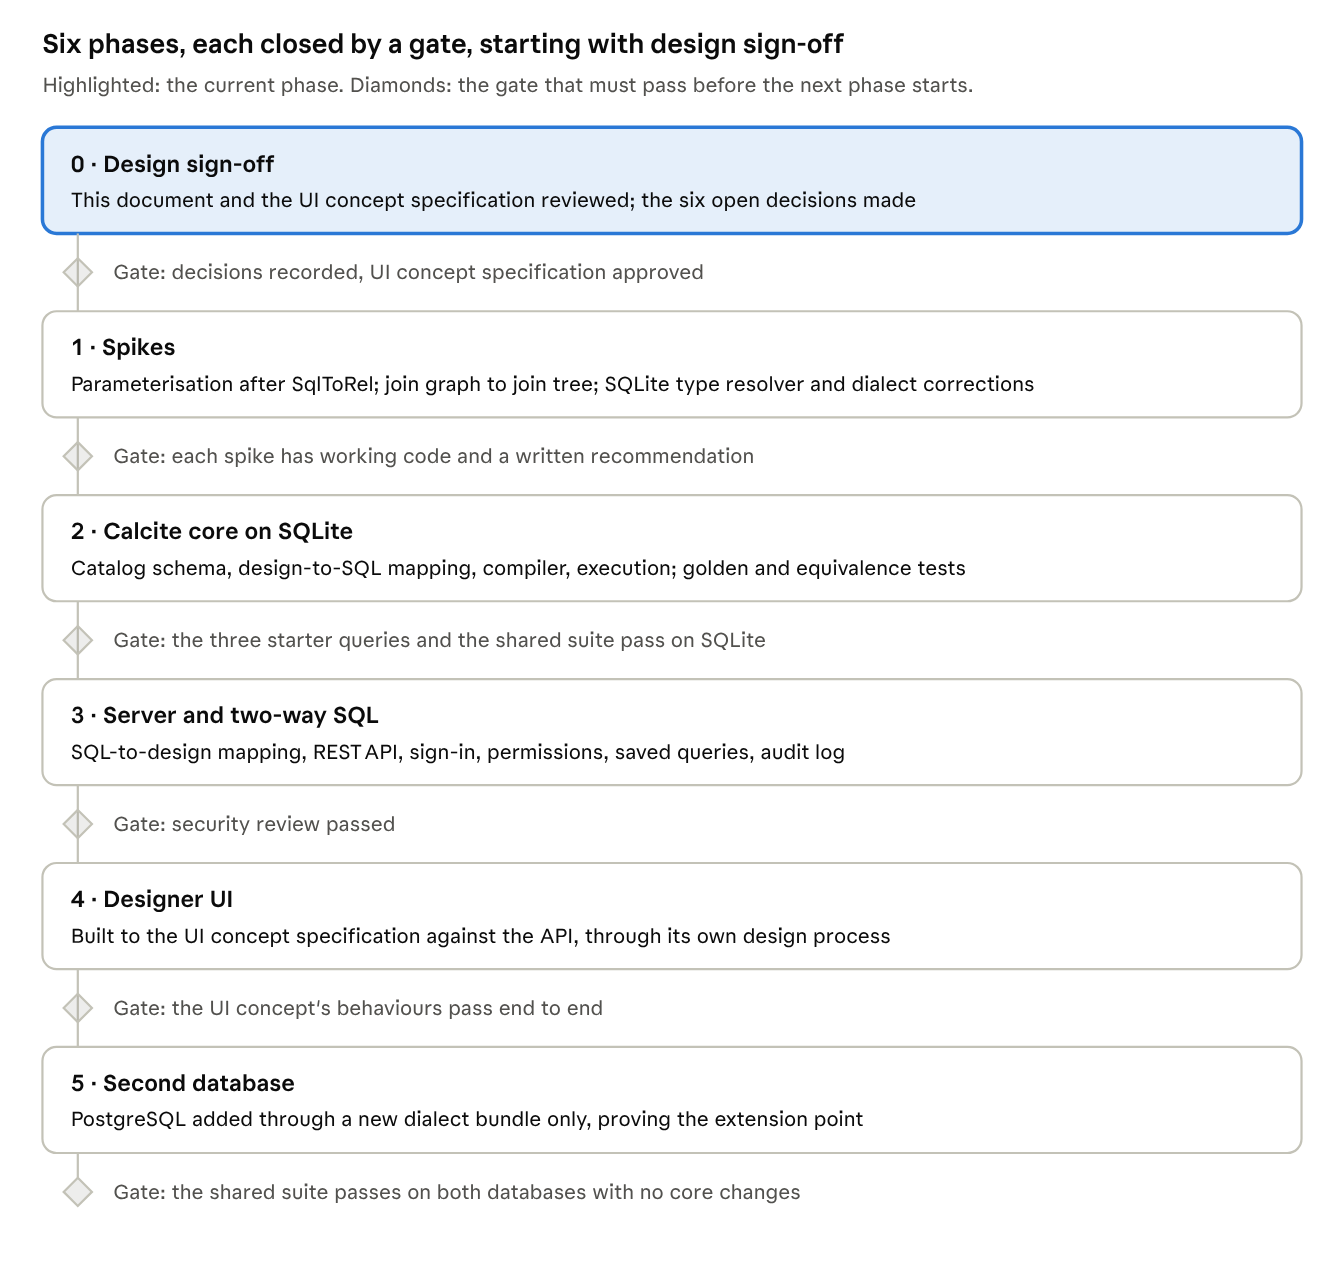 Six phases, each closed by a gate, starting with design sign-off
Highlighted: the current phase. Diamonds: the gate that must pass before the next phase starts.
0 · Design sign-off
This document and the UI concept specification reviewed; the six open decisions made
Gate: decisions recorded, UI concept specification approved
1 · Spikes
Parameterisation after SqlToRel; join graph to join tree; SQLite type resolver and dialect corrections
Gate: each spike has working code and a written recommendation
2 · Calcite core on SQLite
Catalog schema, design-to-SQL mapping, compiler, execution; golden and equivalence tests
Gate: the three starter queries and the shared suite pass on SQLite
3 · Server and two-way SQL
SQL-to-design mapping, REST API, sign-in, permissions, saved queries, audit log
Gate: security review passed
4 · Designer UI
Built to the UI concept specification against the API, through its own design process
Gate: the UI concept's behaviours pass end to end
5 · Second database
PostgreSQL added through a new dialect bundle only, proving the extension point
Gate: the shared suite passes on both databases with no core changes